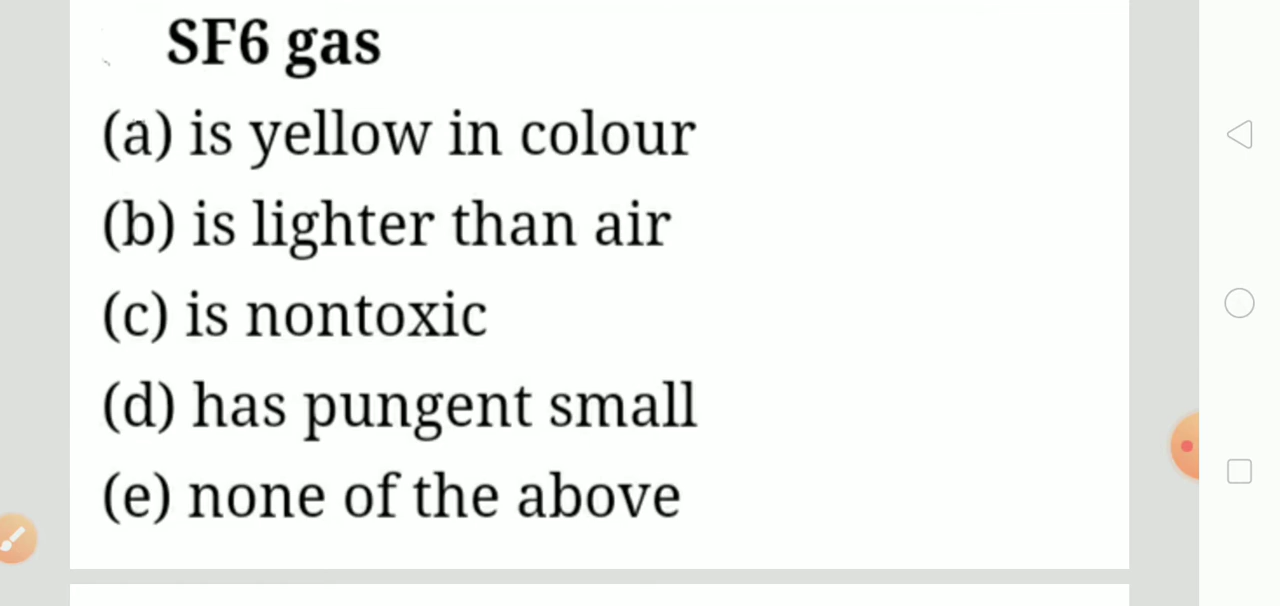 SF6 gas
(a) is yellow in colour
(b) is lighter than air
(c) is nontoxic
(d) has pungent small
(e) none of the above